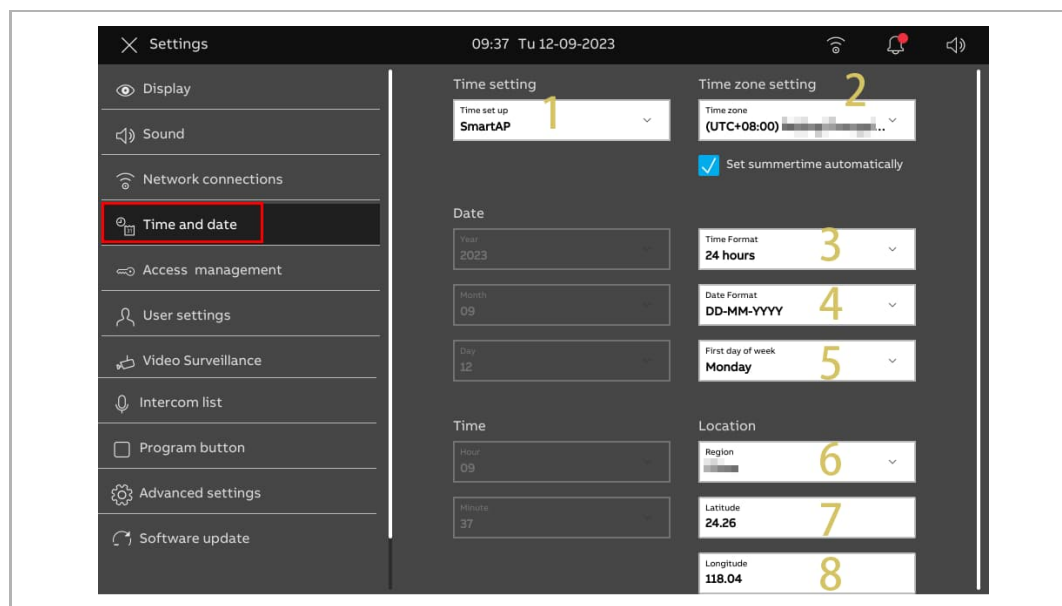 Settings
09:37 Tu 12-09-2023
Display
Sound
Network connections
Time and date
Access management
User settings
Video Surveillance
Intercom list
Program button
Advanced settings
Software update
Time setting
Time set up
SmartAP
1
Time zone setting
2
Time zone
(UTC+08:00) ...
Set summertime automatically
Date
Year
2023
Month
09
Day
12
Time Format
24 hours
3
Date Format
DD-MM-YYYY
4
First day of week
Monday
5
Time
Hour
09
Minute
37
Location
Region
6
Latitude
24.26
7
Longitude
118.04
8